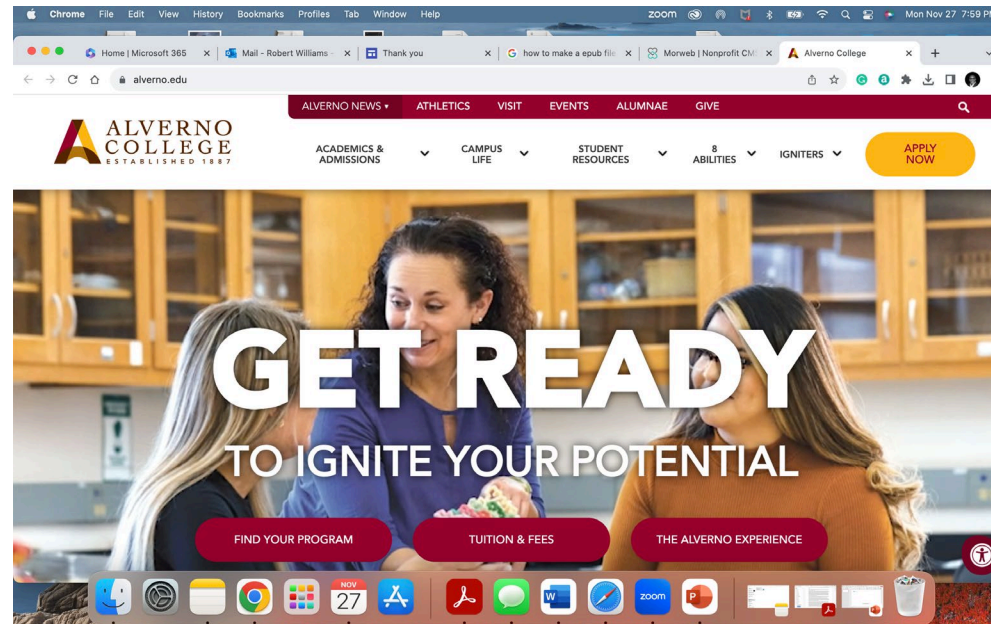 Chrome File Edit View History Bookmarks Profiles Tab Window Help zoom Mon Nov 27 7:59
Home | Microsoft 365 Mail - Robert Williams - Thank you how to make a epub file Morweb | Nonprofit CM Alverno College
alverno.edu
ALVERNO NEWS ATHLETICS VISIT EVENTS ALUMNAE GIVE
ALVERNO
COLLEGE
ESTABLISHED 1887
ACADEMICS &
ADMISSIONS
CAMPUS
LIFE
STUDENT
RESOURCES
8
ABILITIES
IGNITERS
APPLY
NOW
GET READY
TO IGNITE YOUR POTENTIAL
FIND YOUR PROGRAM TUITION & FEES THE ALVERNO EXPERIENCE
NOV
27
zoom